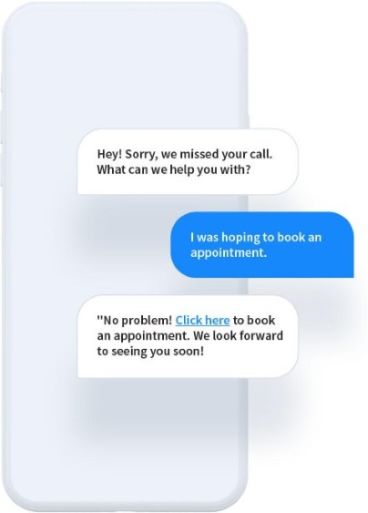 Hey! Sorry, we missed your call.
What can we help you with?
I was hoping to book an
appointment.
"No problem! Click here to book
an appointment. We look forward
to seeing you soon!